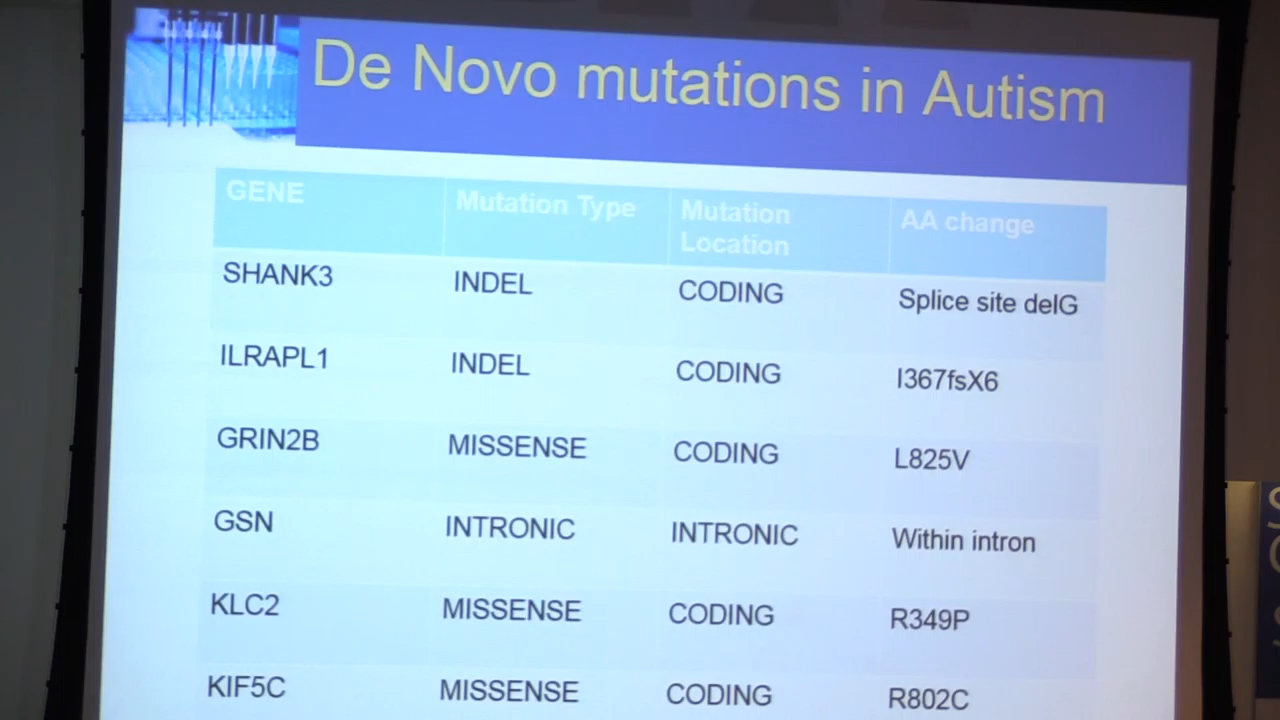 De Novo mutations in Autism
GENE Mutation Type Mutation Location AA change
SHANK3 INDEL CODING Splice site delG
ILRAPL1 INDEL CODING I367fsX6
GRIN2B MISSENSE CODING L825V
GSN INTRONIC INTRONIC Within intron
KLC2 MISSENSE CODING R349P
KIF5C MISSENSE CODING R802C